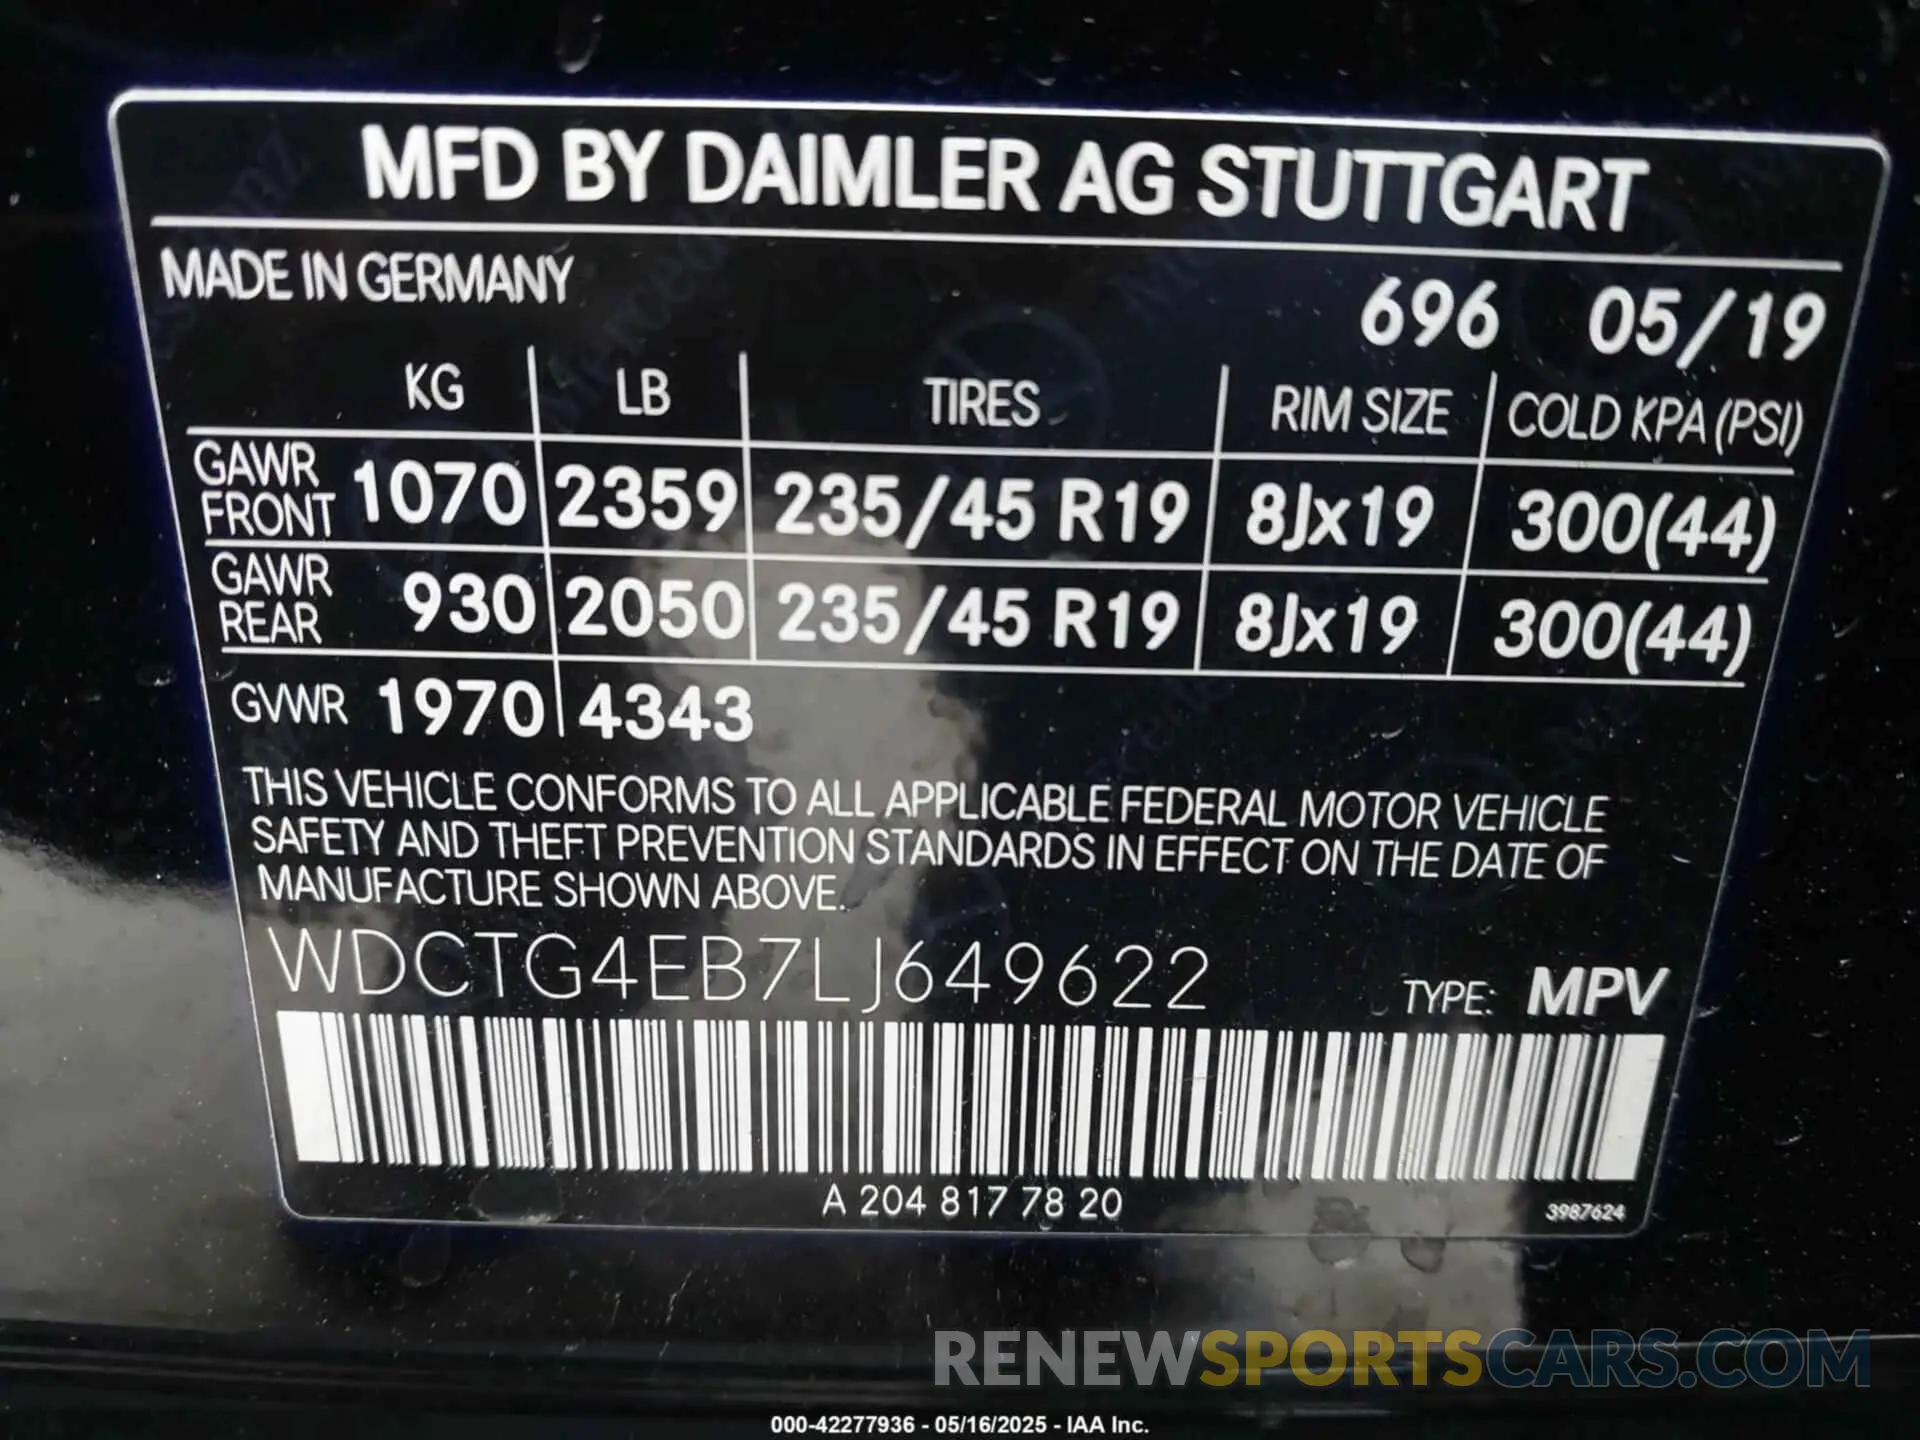 MFD BY DAIMLER AG STUTTGART
MADE IN GERMANY 696 05/19
KG LB TIRES RIM SIZE COLD KPA (PSI)
GAWR FRONT 1070 2359 235/45 R19 8Jx19 300(44)
GAWR REAR 930 2050 235/45 R19 8Jx19 300(44)
GVWR 1970 4343
THIS VEHICLE CONFORMS TO ALL APPLICABLE FEDERAL MOTOR VEHICLE
SAFETY AND THEFT PREVENTION STANDARDS IN EFFECT ON THE DATE OF
MANUFACTURE SHOWN ABOVE.
WDCTG4EB7LJ649622 TYPE: MPV
A 204 817 78 20 3987624
RENEWSPORTSCARS.COM
000-42277936 - 05/16/2025 - IAA Inc.